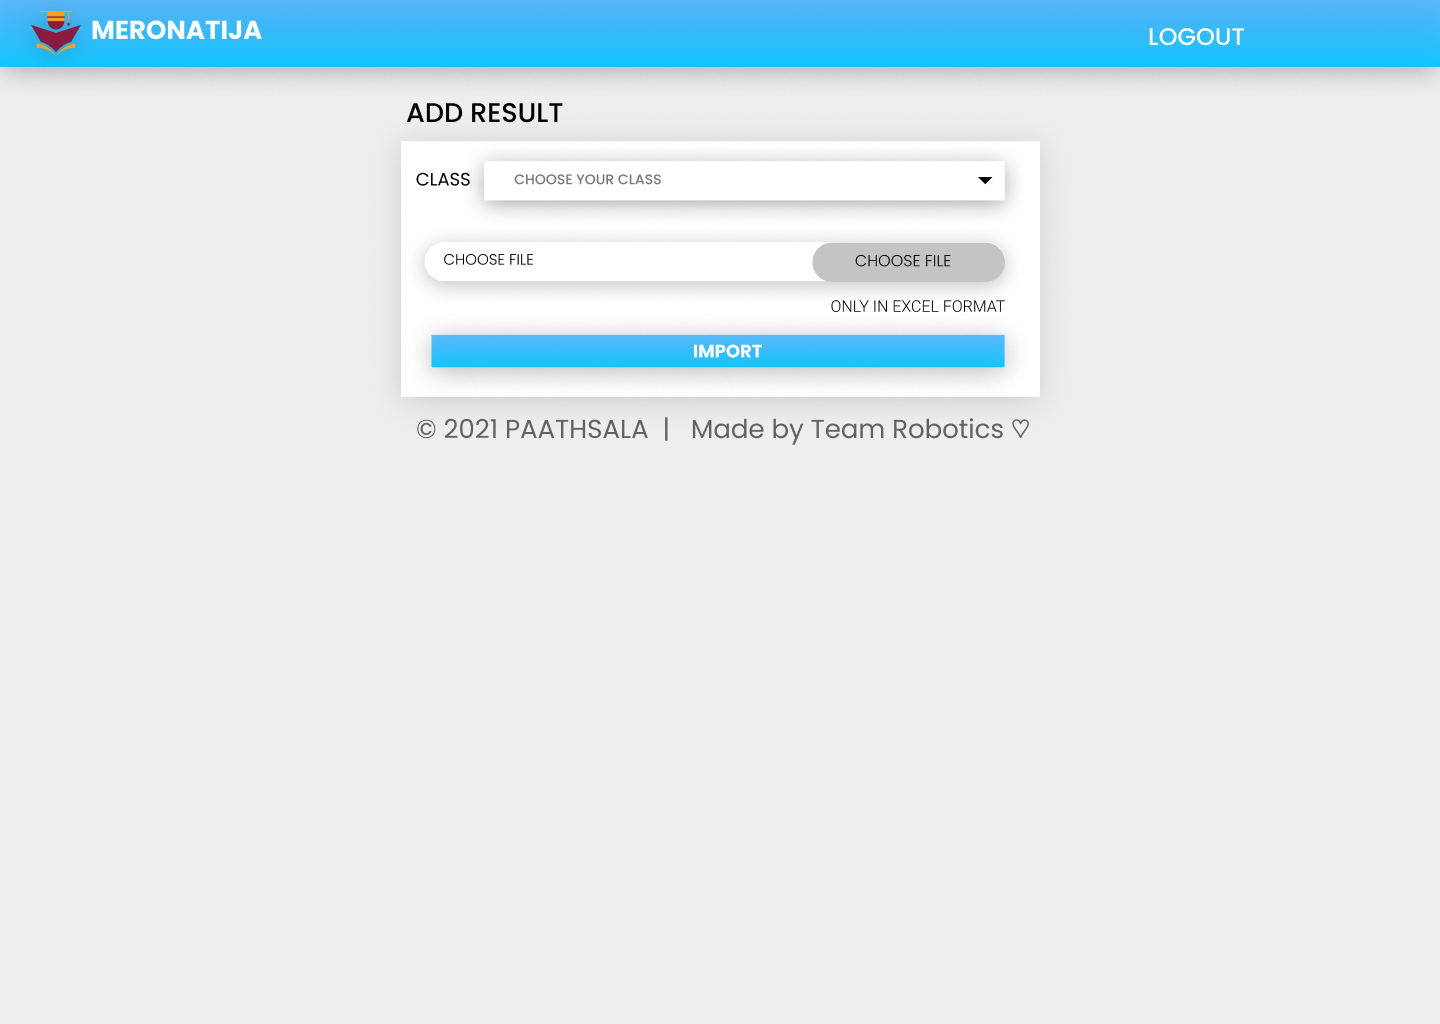 MERONATIJA
LOGOUT
ADD RESULT
CLASS
CHOOSE YOUR CLASS
CHOOSE FILE
CHOOSE FILE
ONLY IN EXCEL FORMAT
IMPORT
© 2021 PAATHSALA | Made by Team Robotics ♡